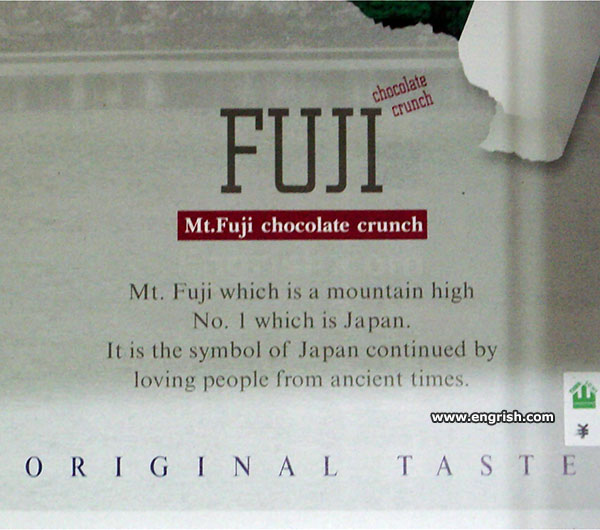 chocolate
crunch
FUJI
Mt.Fuji chocolate crunch
Mt. Fuji which is a mountain high
No. 1 which is Japan.
It is the symbol of Japan continued by
loving people from ancient times.
www.engrish.com
¥
ORIGINAL TASTE